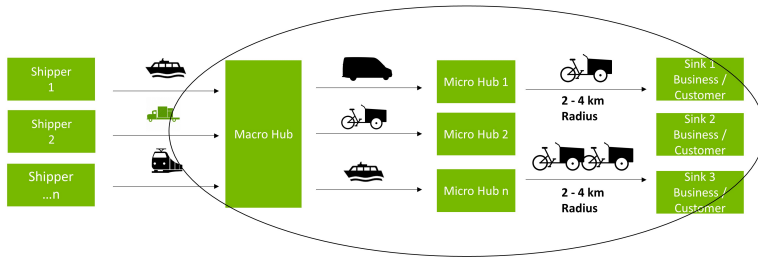 Shipper
1
Shipper
2
Shipper
...n
Macro Hub
Micro Hub 1
Micro Hub 2
Micro Hub n
2 - 4 km
Radius
2 - 4 km
Radius
Sink 1
Business /
Customer
Sink 2
Business /
Customer
Sink 3
Business /
Customer